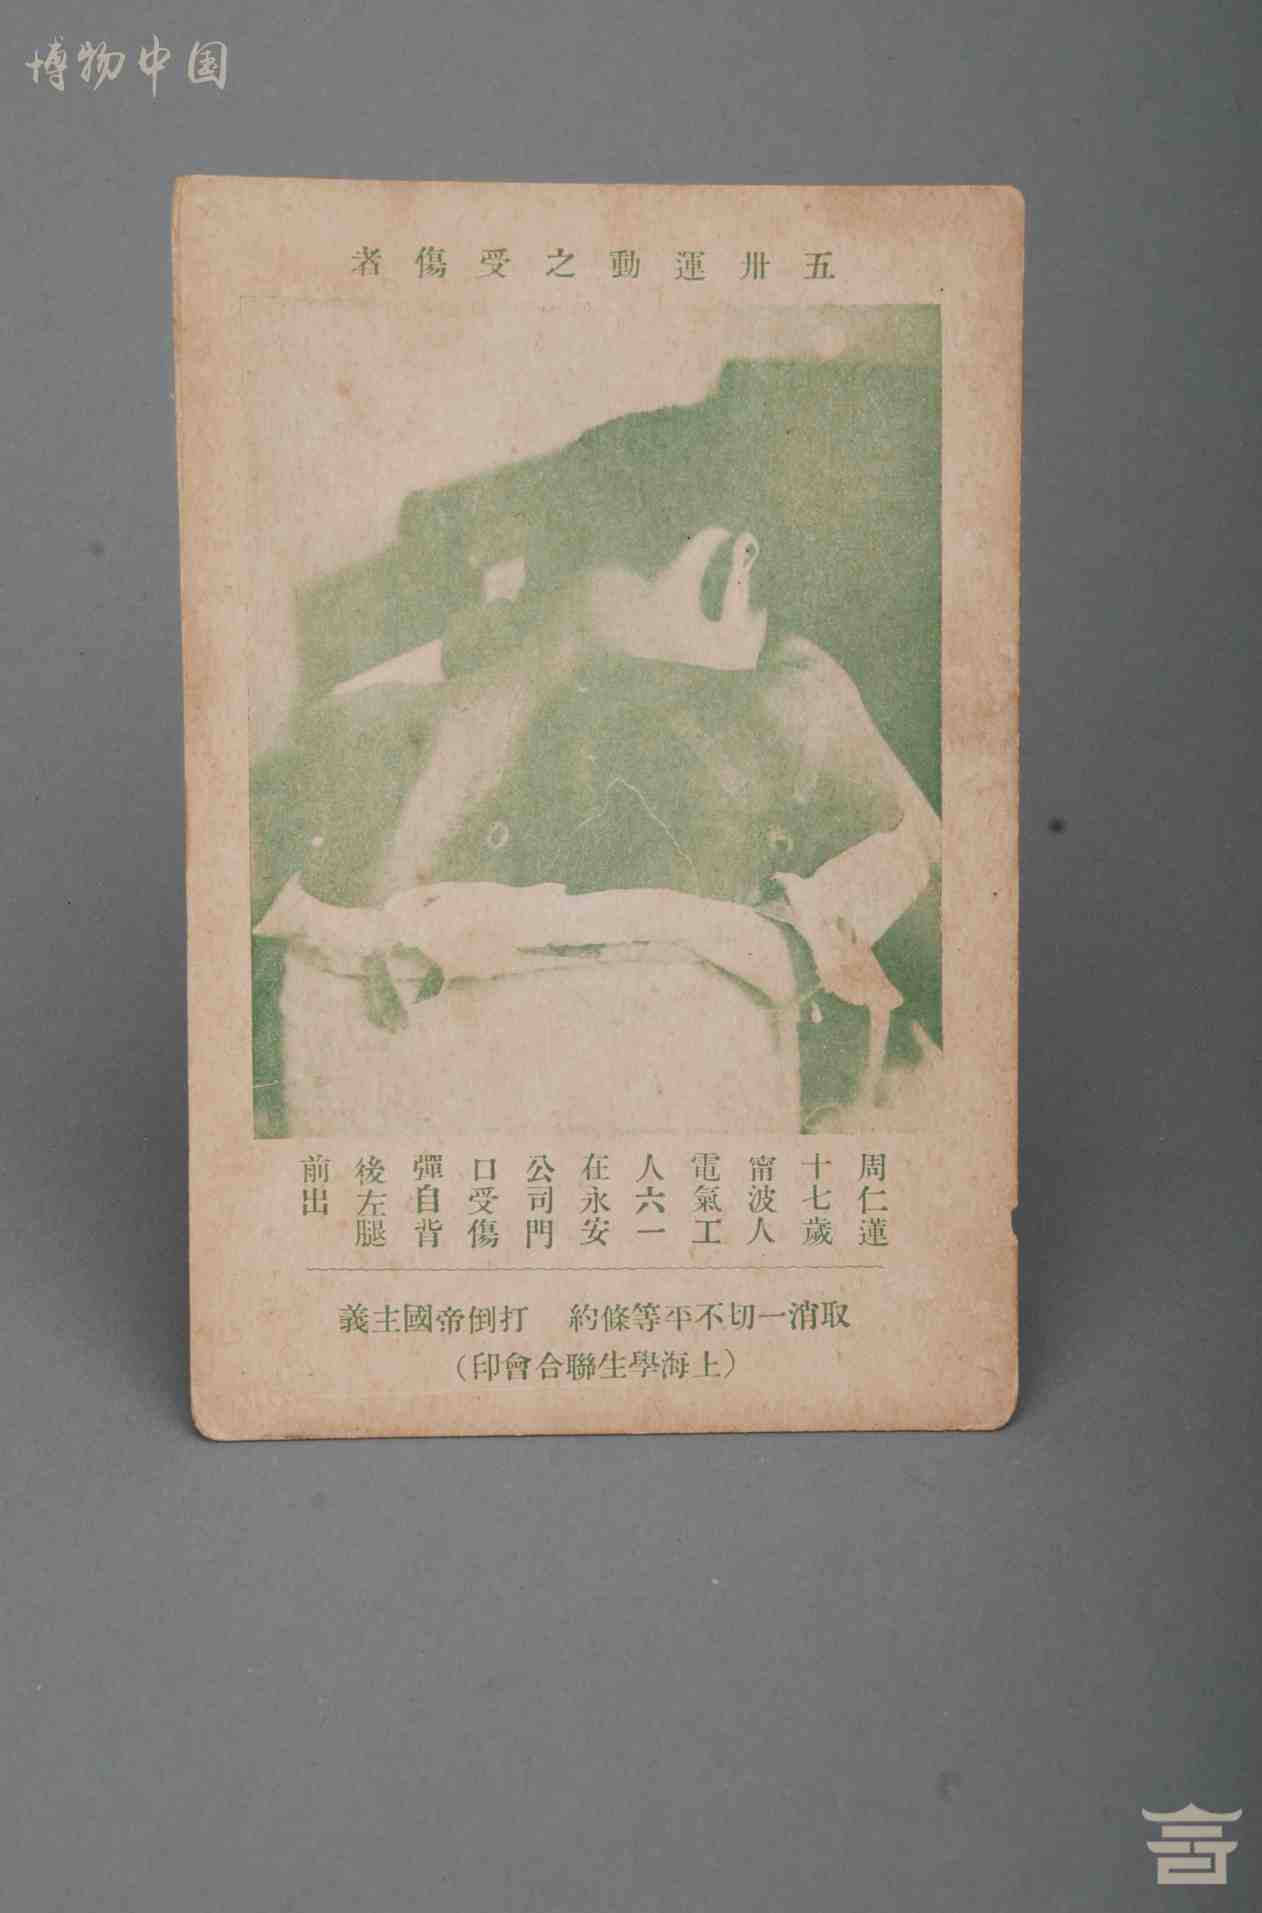 博物中国
五卅運動之受傷者
周仁蓮
十七歲
甯波人
電氣工
人六一
在永安
公司門
口受傷
彈自背
後左腿
前出
取消一切不平等條約　打倒帝國主義
（上海學生聯合會印）